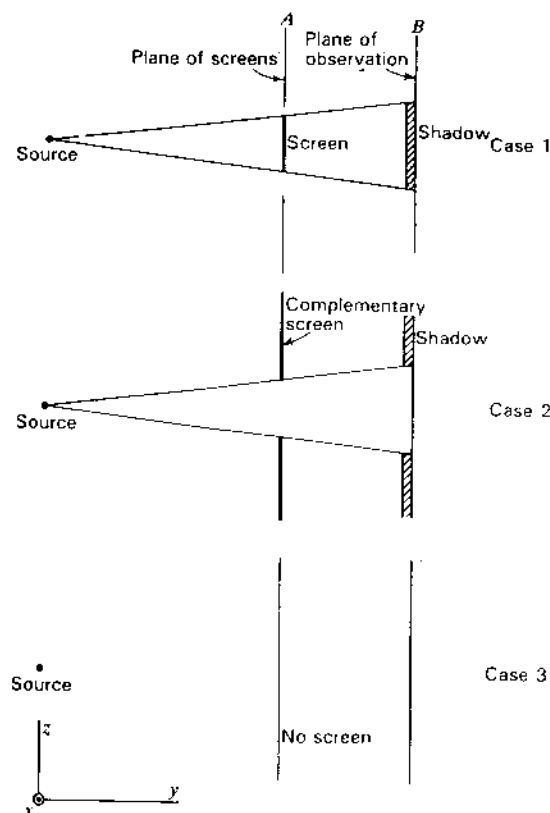 A
B
Plane of screens
Plane of
observation
Source
Screen
Shadow
Case 1
Complementary
screen
Shadow
Source
Case 2
Source
Case 3
No screen
z
y
x